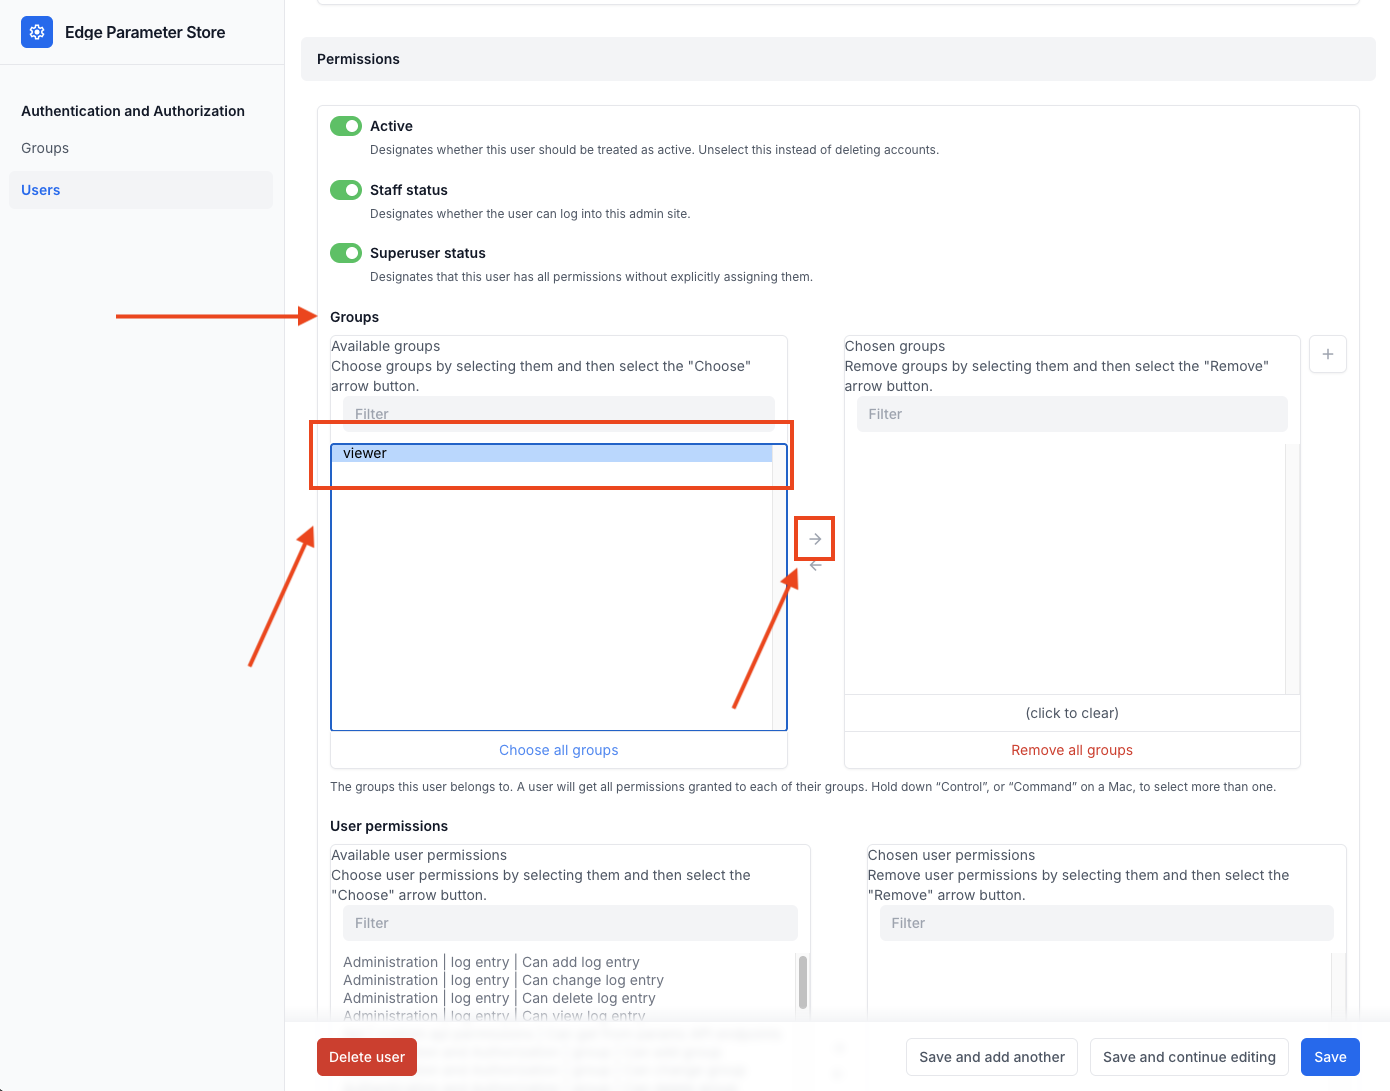 Edge Parameter Store
Authentication and Authorization
Groups
Users
Permissions
Active
Designates whether this user should be treated as active. Unselect this instead of deleting accounts.
Staff status
Designates whether the user can log into this admin site.
Superuser status
Designates that this user has all permissions without explicitly assigning them.
Groups
Available groups
Choose groups by selecting them and then select the "Choose"
arrow button.
Filter
viewer
Choose all groups
Chosen groups
Remove groups by selecting them and then select the "Remove"
arrow button.
Filter
(click to clear)
Remove all groups
The groups this user belongs to. A user will get all permissions granted to each of their groups. Hold down “Control”, or “Command” on a Mac, to select more than one.
User permissions
Available user permissions
Choose user permissions by selecting them and then select the
"Choose" arrow button.
Filter
Administration | log entry | Can add log entry
Administration | log entry | Can change log entry
Administration | log entry | Can delete log entry
Administration | log entry | Can view log entry
Chosen user permissions
Remove user permissions by selecting them and then select the
"Remove" arrow button.
Filter
Delete user
Save and add another
Save and continue editing
Save